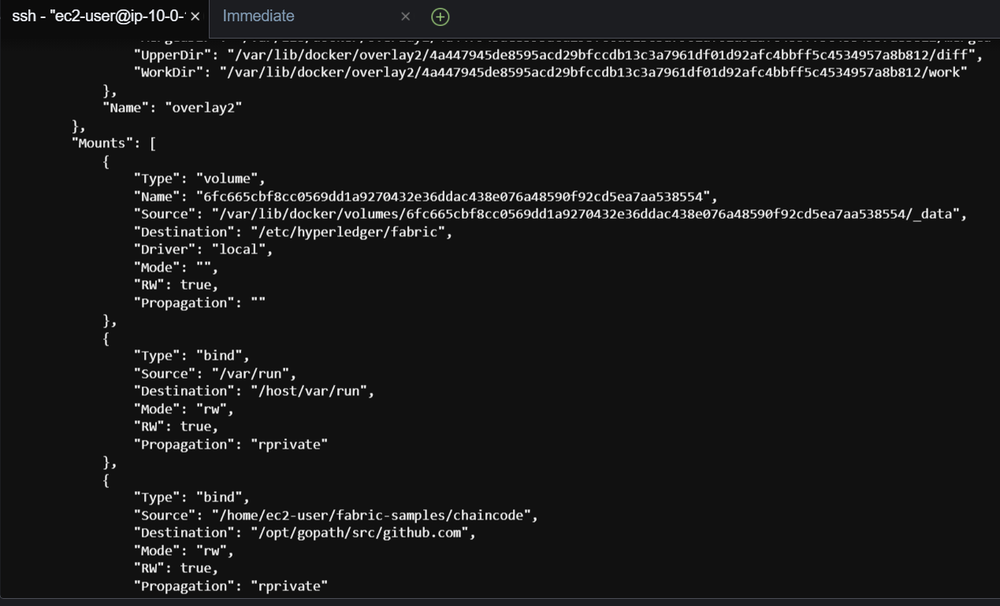 ssh - "ec2-user@ip-10-0- × Immediate ×
"UpperDir": "/var/lib/docker/overlay2/4a447945de8595acd29bfccdb13c3a7961df01d92afc4bbff5c4534957a8b812/diff",
"WorkDir": "/var/lib/docker/overlay2/4a447945de8595acd29bfccdb13c3a7961df01d92afc4bbff5c4534957a8b812/work"
},
"Name": "overlay2"
},
"Mounts": [
{
"Type": "volume",
"Name": "6fc665cbf8cc0569dd1a9270432e36ddac438e076a48590f92cd5ea7aa538554",
"Source": "/var/lib/docker/volumes/6fc665cbf8cc0569dd1a9270432e36ddac438e076a48590f92cd5ea7aa538554/_data",
"Destination": "/etc/hyperledger/fabric",
"Driver": "local",
"Mode": "",
"RW": true,
"Propagation": ""
},
{
"Type": "bind",
"Source": "/var/run",
"Destination": "/host/var/run",
"Mode": "rw",
"RW": true,
"Propagation": "rprivate"
},
{
"Type": "bind",
"Source": "/home/ec2-user/fabric-samples/chaincode",
"Destination": "/opt/gopath/src/github.com",
"Mode": "rw",
"RW": true,
"Propagation": "rprivate"